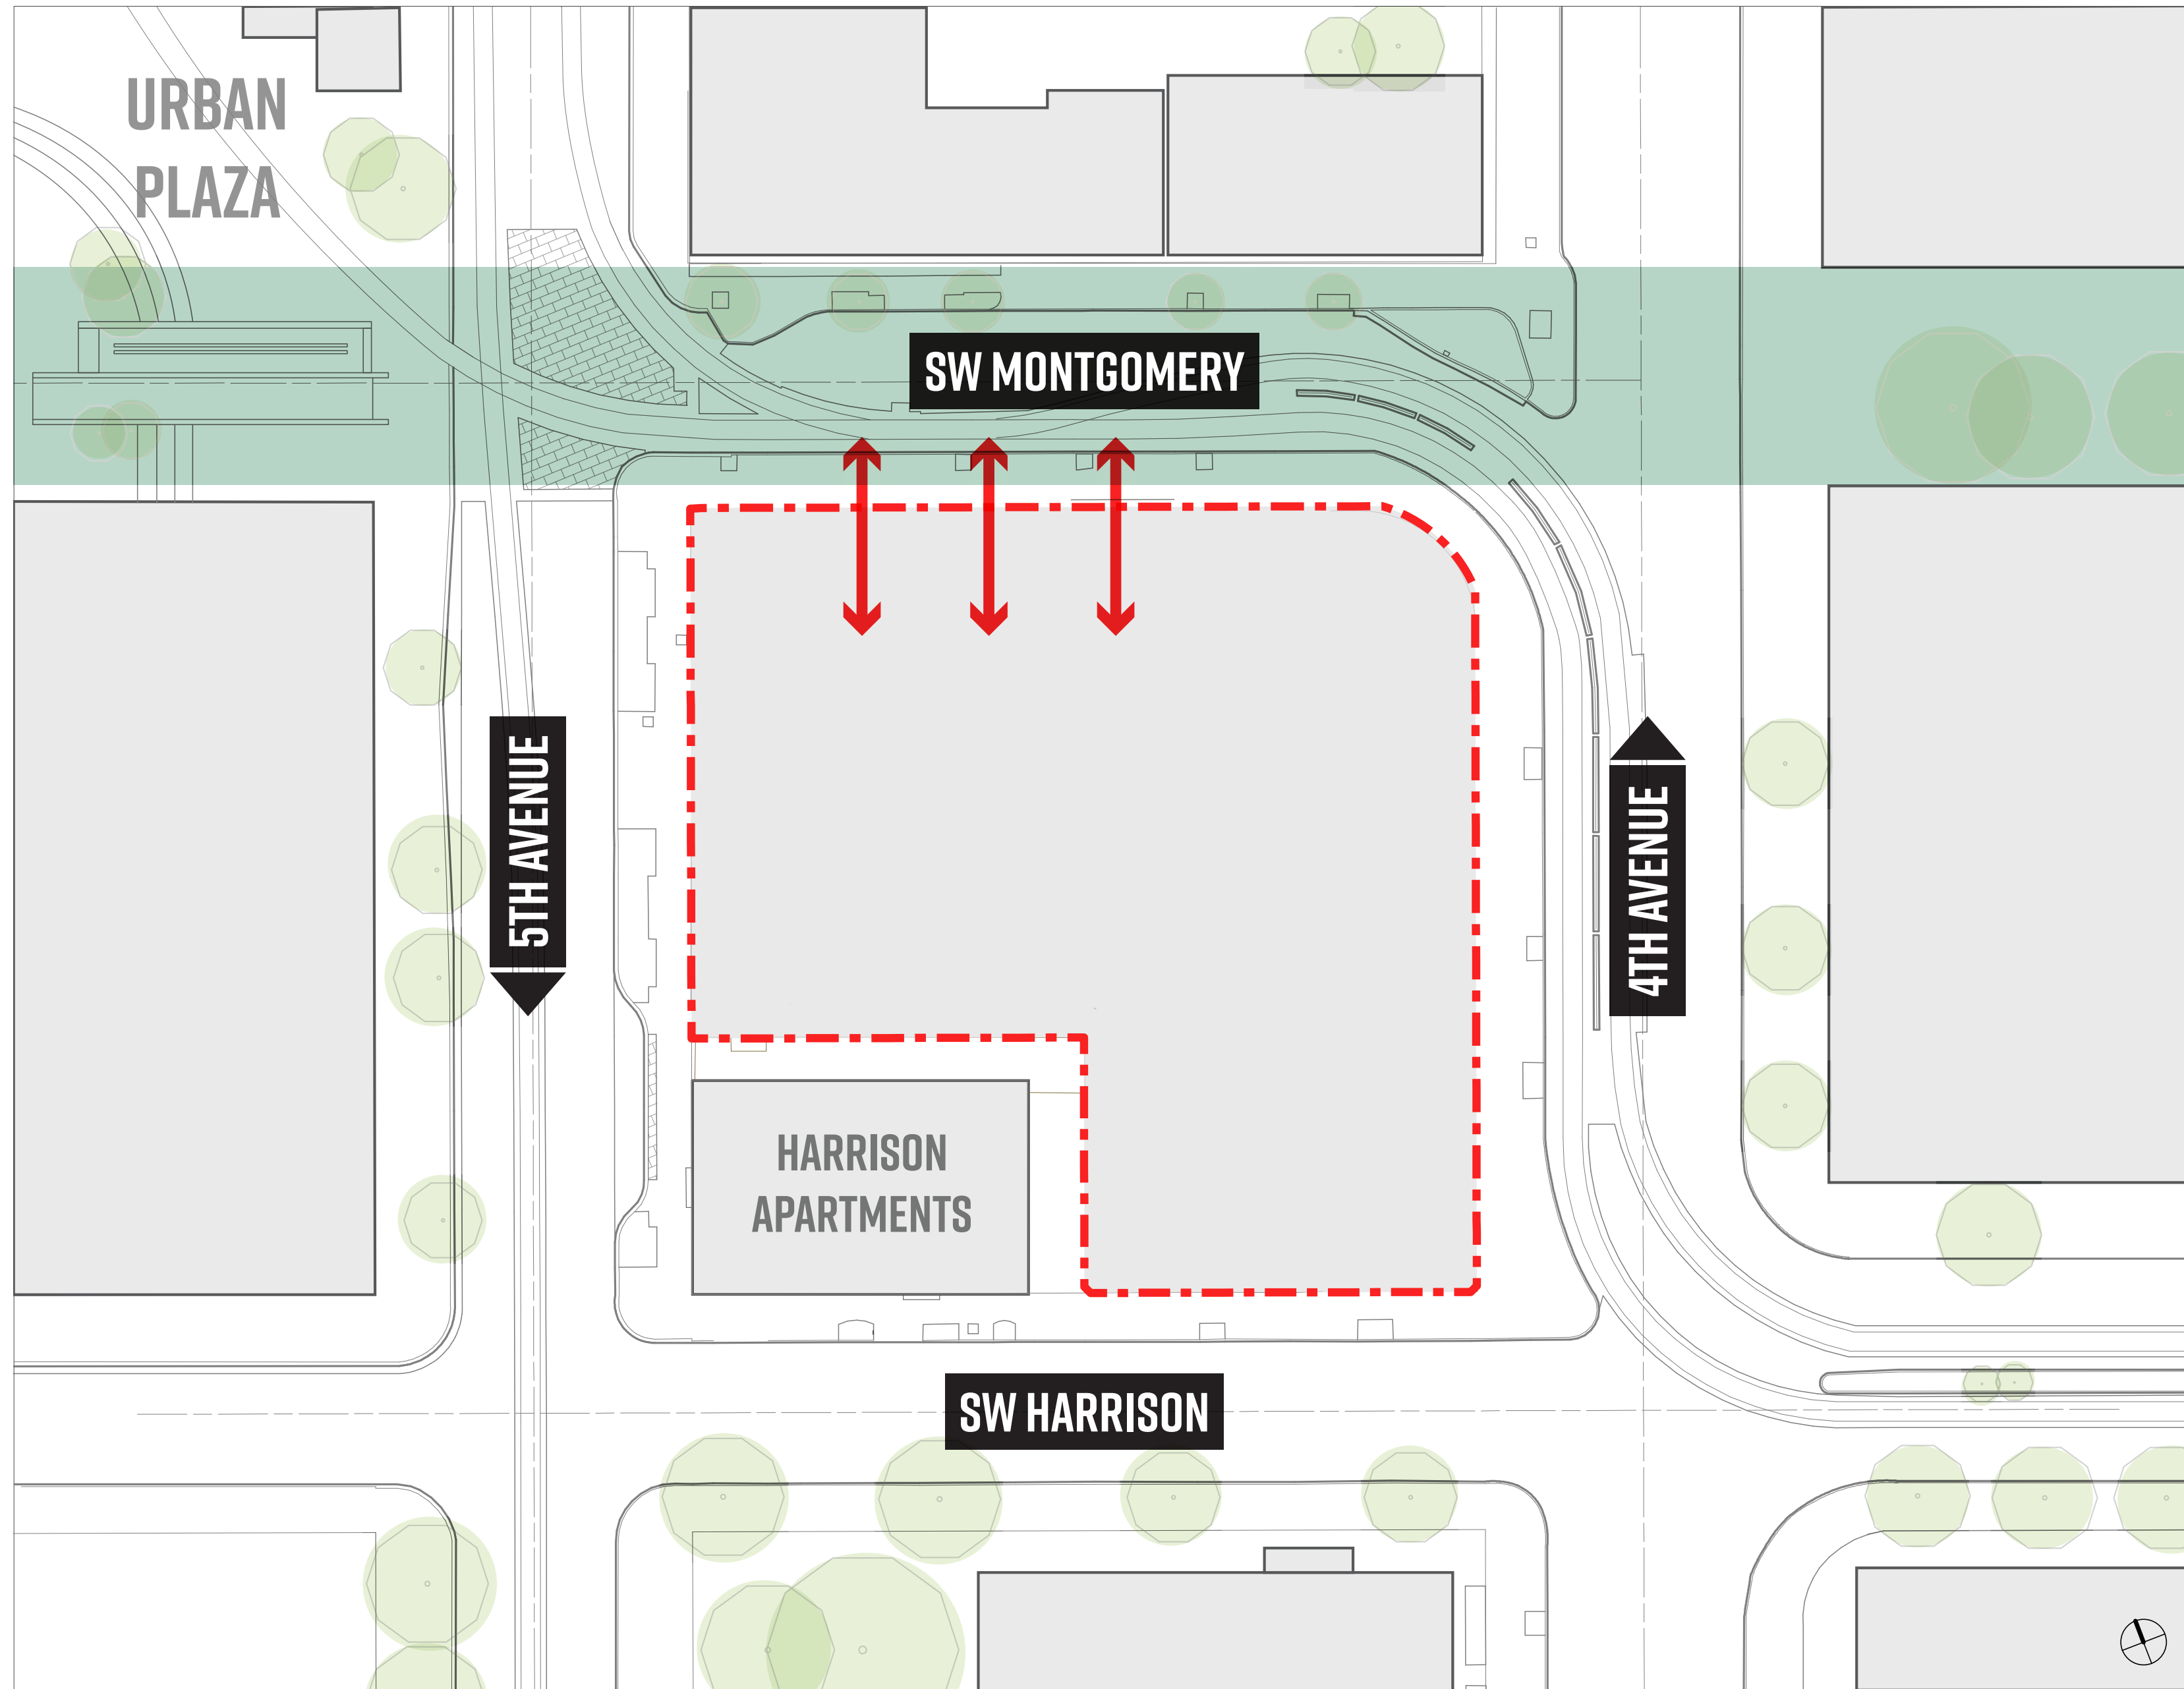 URBAN
PLAZA
SW MONTGOMERY
5TH AVENUE
4TH AVENUE
HARRISON
APARTMENTS
SW HARRISON